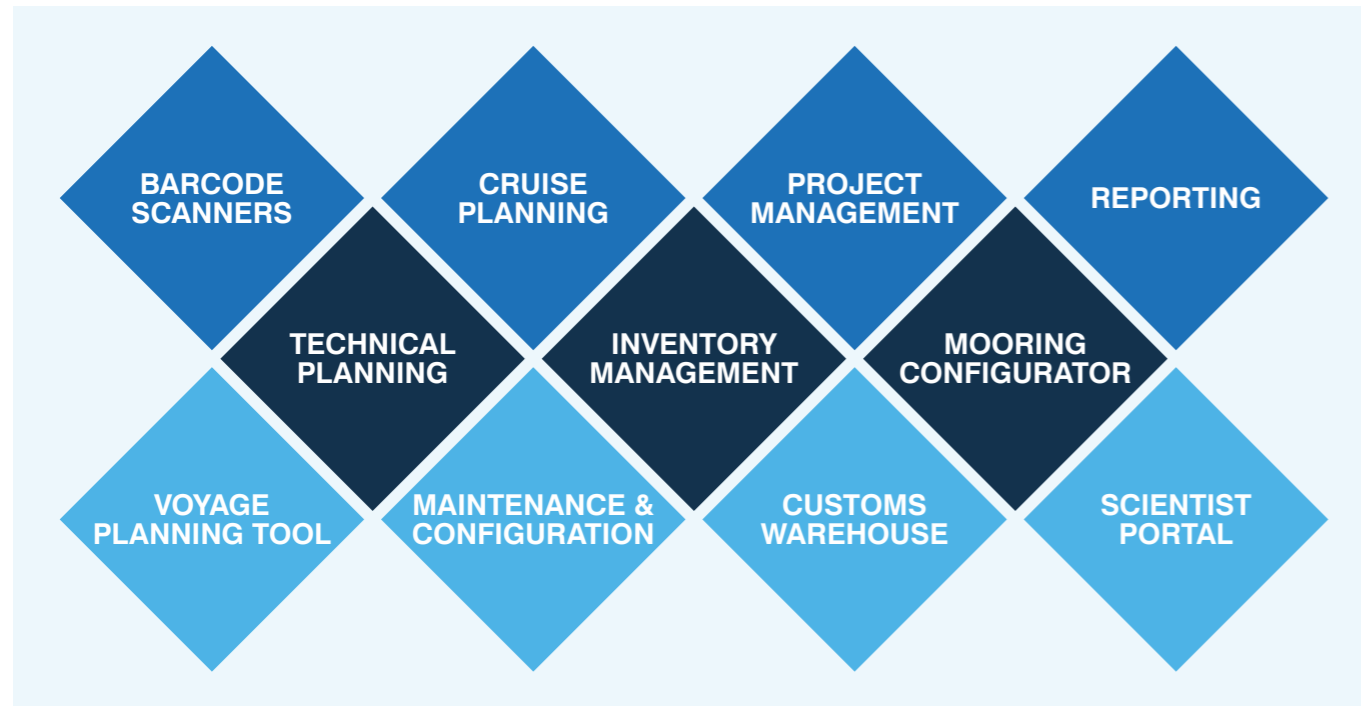 BARCODE
SCANNERS
CRUISE
PLANNING
PROJECT
MANAGEMENT
REPORTING
TECHNICAL
PLANNING
INVENTORY
MANAGEMENT
MOORING
CONFIGURATOR
VOYAGE
PLANNING TOOL
MAINTENANCE &
CONFIGURATION
CUSTOMS
WAREHOUSE
SCIENTIST
PORTAL